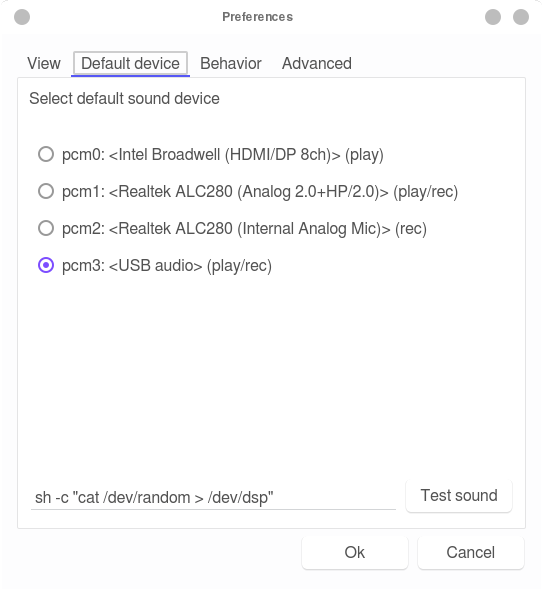 Preferences
View Default device Behavior Advanced
Select default sound device
pcm0: <Intel Broadwell (HDMI/DP 8ch)> (play)
pcm1: <Realtek ALC280 (Analog 2.0+HP/2.0)> (play/rec)
pcm2: <Realtek ALC280 (Internal Analog Mic)> (rec)
pcm3: <USB audio> (play/rec)
sh -c "cat /dev/random > /dev/dsp" Test sound
Ok Cancel